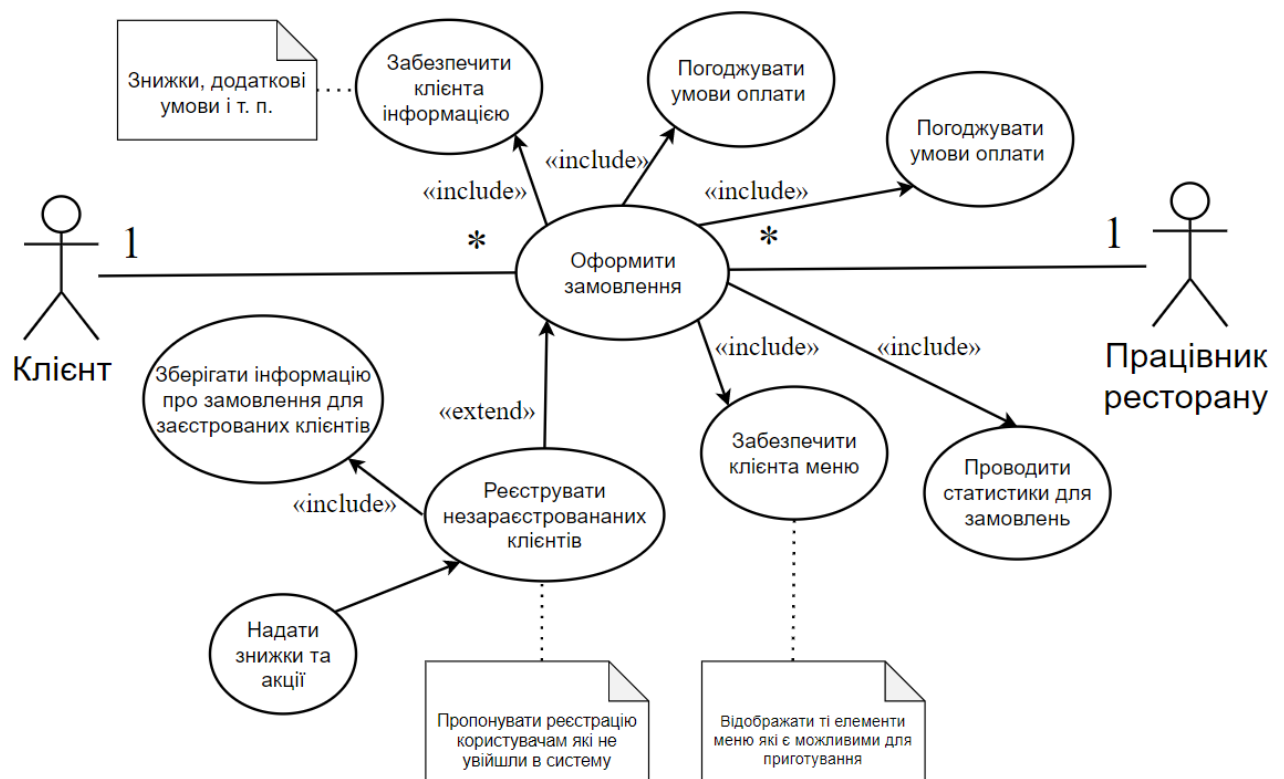 Знижки, додаткові
умови і т. п.
Забезпечити
клієнта
інформацією
Погоджувати
умови оплати
Погоджувати
умови оплати
«include»
«include»
«include»
1
*
*
1
Оформити
замовлення
Клієнт
Працівник
ресторану
«include»
«include»
Зберігати інформацію
про замовлення для
заєстрованих клієнтів
«extend»
Забезпечити
клієнта меню
Проводити
статистики для
замовлень
«include»
Реєструвати
незараєстровананих
клієнтів
Надати
знижки та
акції
Пропонувати реєстрацію
користувачам які не
увійшли в систему
Відображати ті елементи
меню які є можливими для
приготування